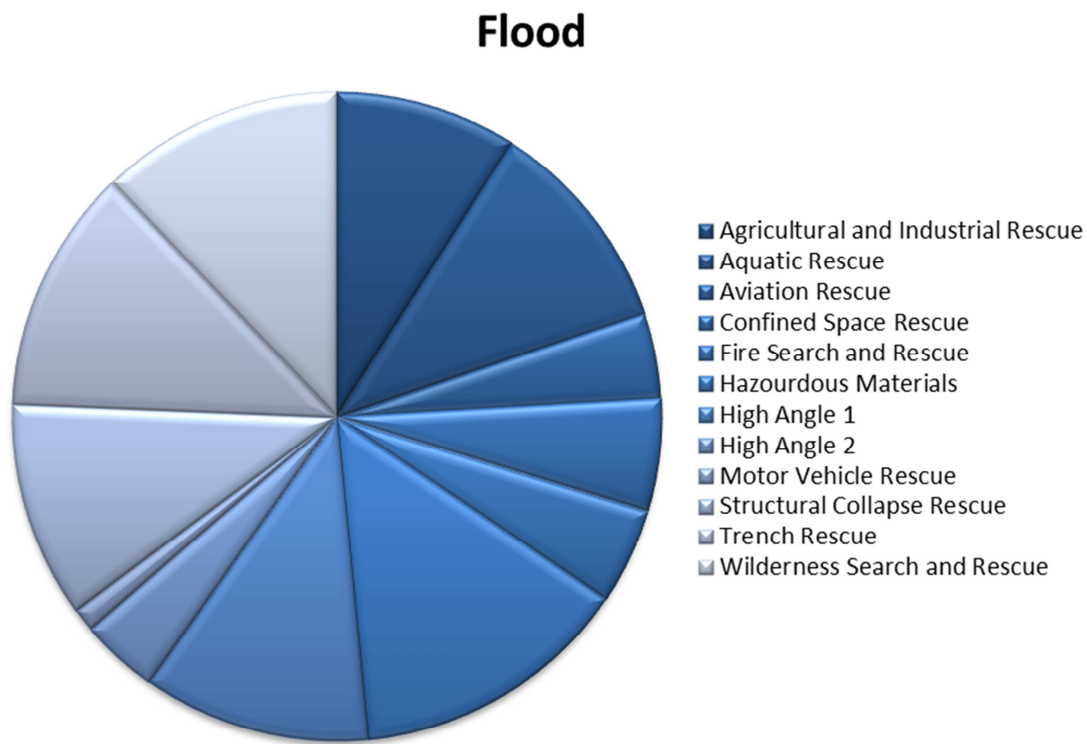 Flood
Agricultural and Industrial Rescue
Aquatic Rescue
Aviation Rescue
Confined Space Rescue
Fire Search and Rescue
Hazourdous Materials
High Angle 1
High Angle 2
Motor Vehicle Rescue
Structural Collapse Rescue
Trench Rescue
Wilderness Search and Rescue